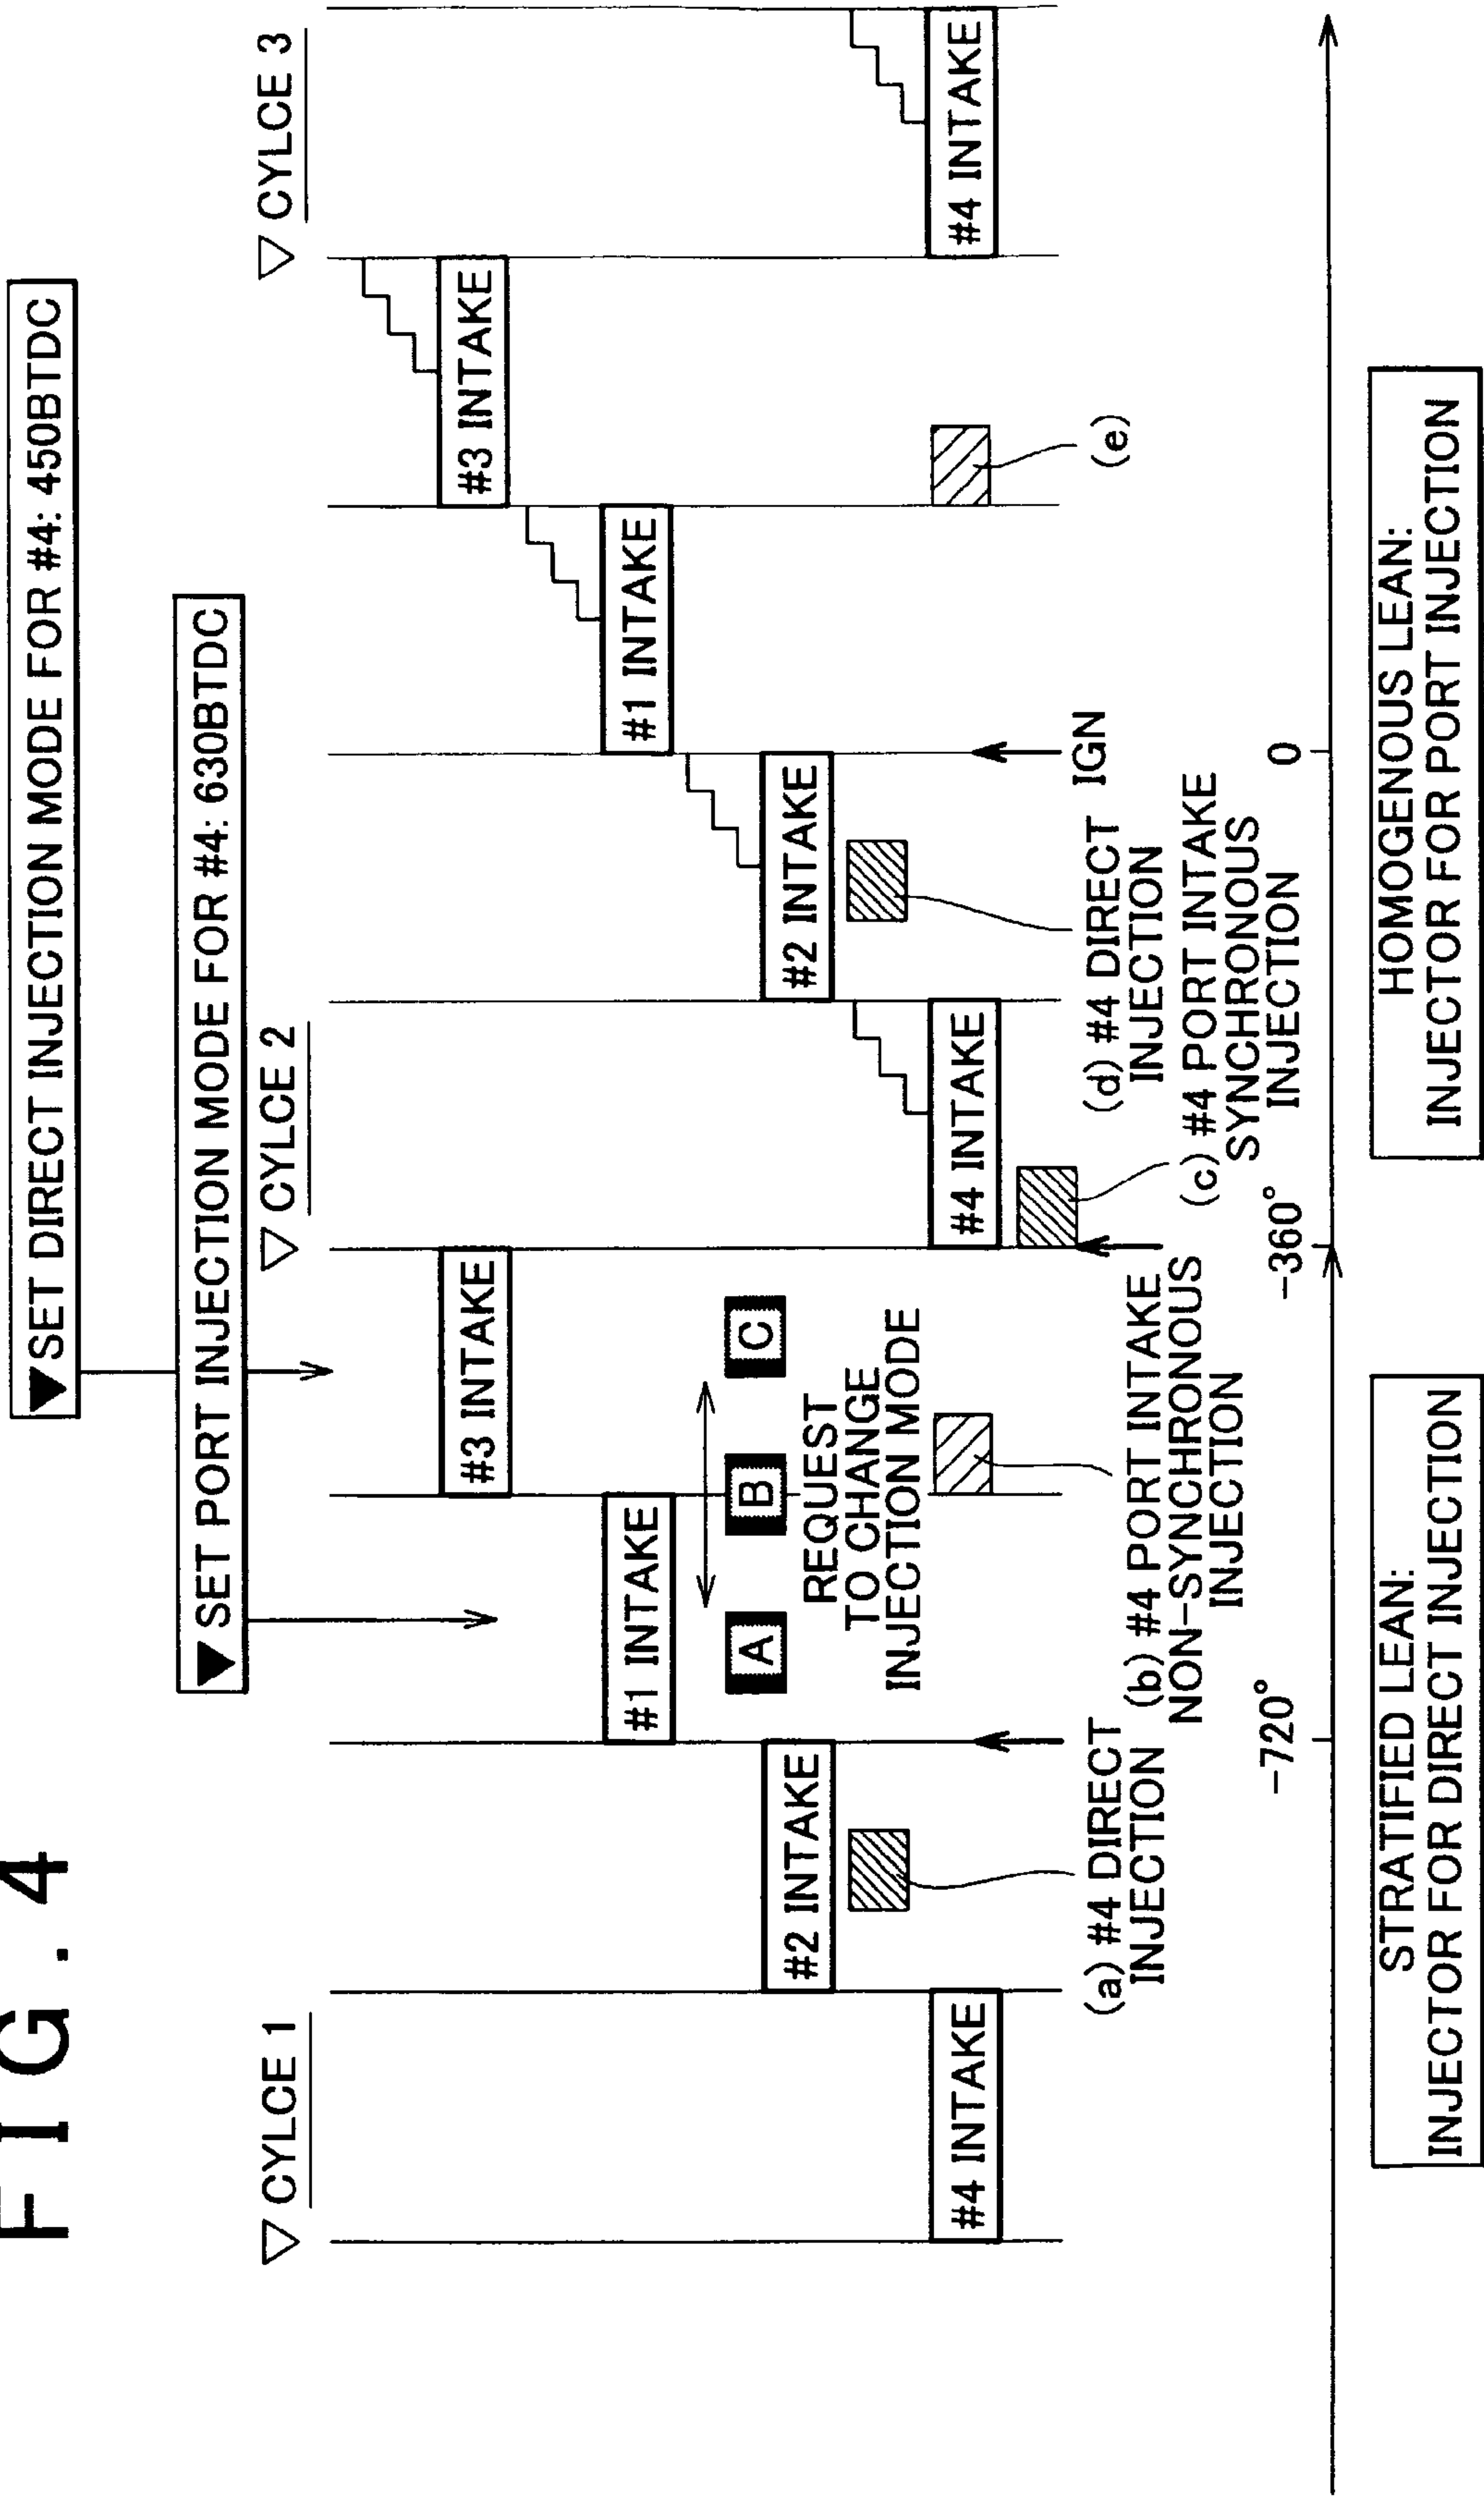 FIG. 4
▼SET DIRECT INJECTION MODE FOR #4: 450BTDC
▼SET PORT INJECTION MODE FOR #4: 630BTDC
▽ CYLCE 1
▽ CYLCE 2
▽ CYLCE 3
#3 INTAKE
#3 INTAKE
#1 INTAKE
#1 INTAKE
A
B
C
#2 INTAKE
#2 INTAKE
REQUEST
TO CHANGE
INJECTION MODE
#4 INTAKE
#4 INTAKE
#4 INTAKE
(a) #4 DIRECT
INJECTION
(b) #4 PORT INTAKE
NON-SYNCHRONOUS
INJECTION
(c) #4 PORT INTAKE
SYNCHRONOUS
INJECTION
(d) #4 DIRECT
INJECTION
IGN
(e)
-720°
-360°
0
STRATIFIED LEAN:
INJECTOR FOR DIRECT INJECTION
HOMOGENOUS LEAN:
INJECTOR FOR PORT INJECTION